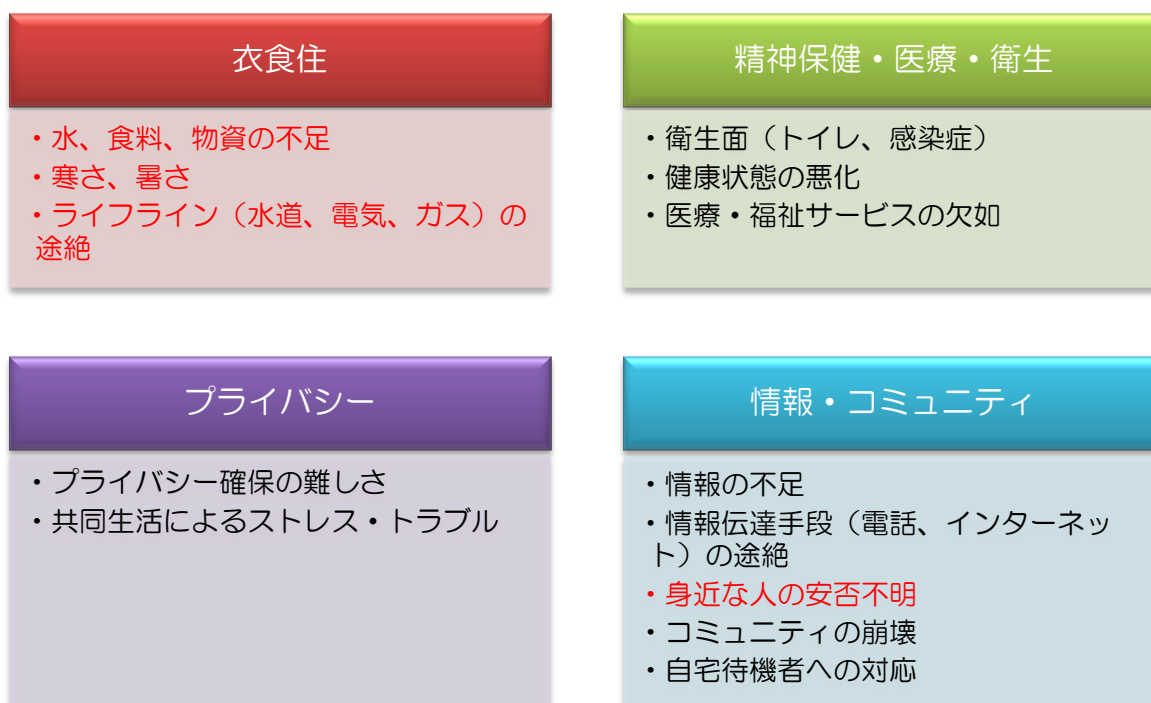 衣食住
・水、食料、物資の不足
・寒さ、暑さ
・ライフライン（水道、電気、ガス）の
途絶
精神保健・医療・衛生
・衛生面（トイレ、感染症）
・健康状態の悪化
・医療・福祉サービスの欠如
プライバシー
・プライバシー確保の難しさ
・共同生活によるストレス・トラブル
情報・コミュニティ
・情報の不足
・情報伝達手段（電話、インターネッ
ト）の途絶
・身近な人の安否不明
・コミュニティの崩壊
・自宅待機者への対応